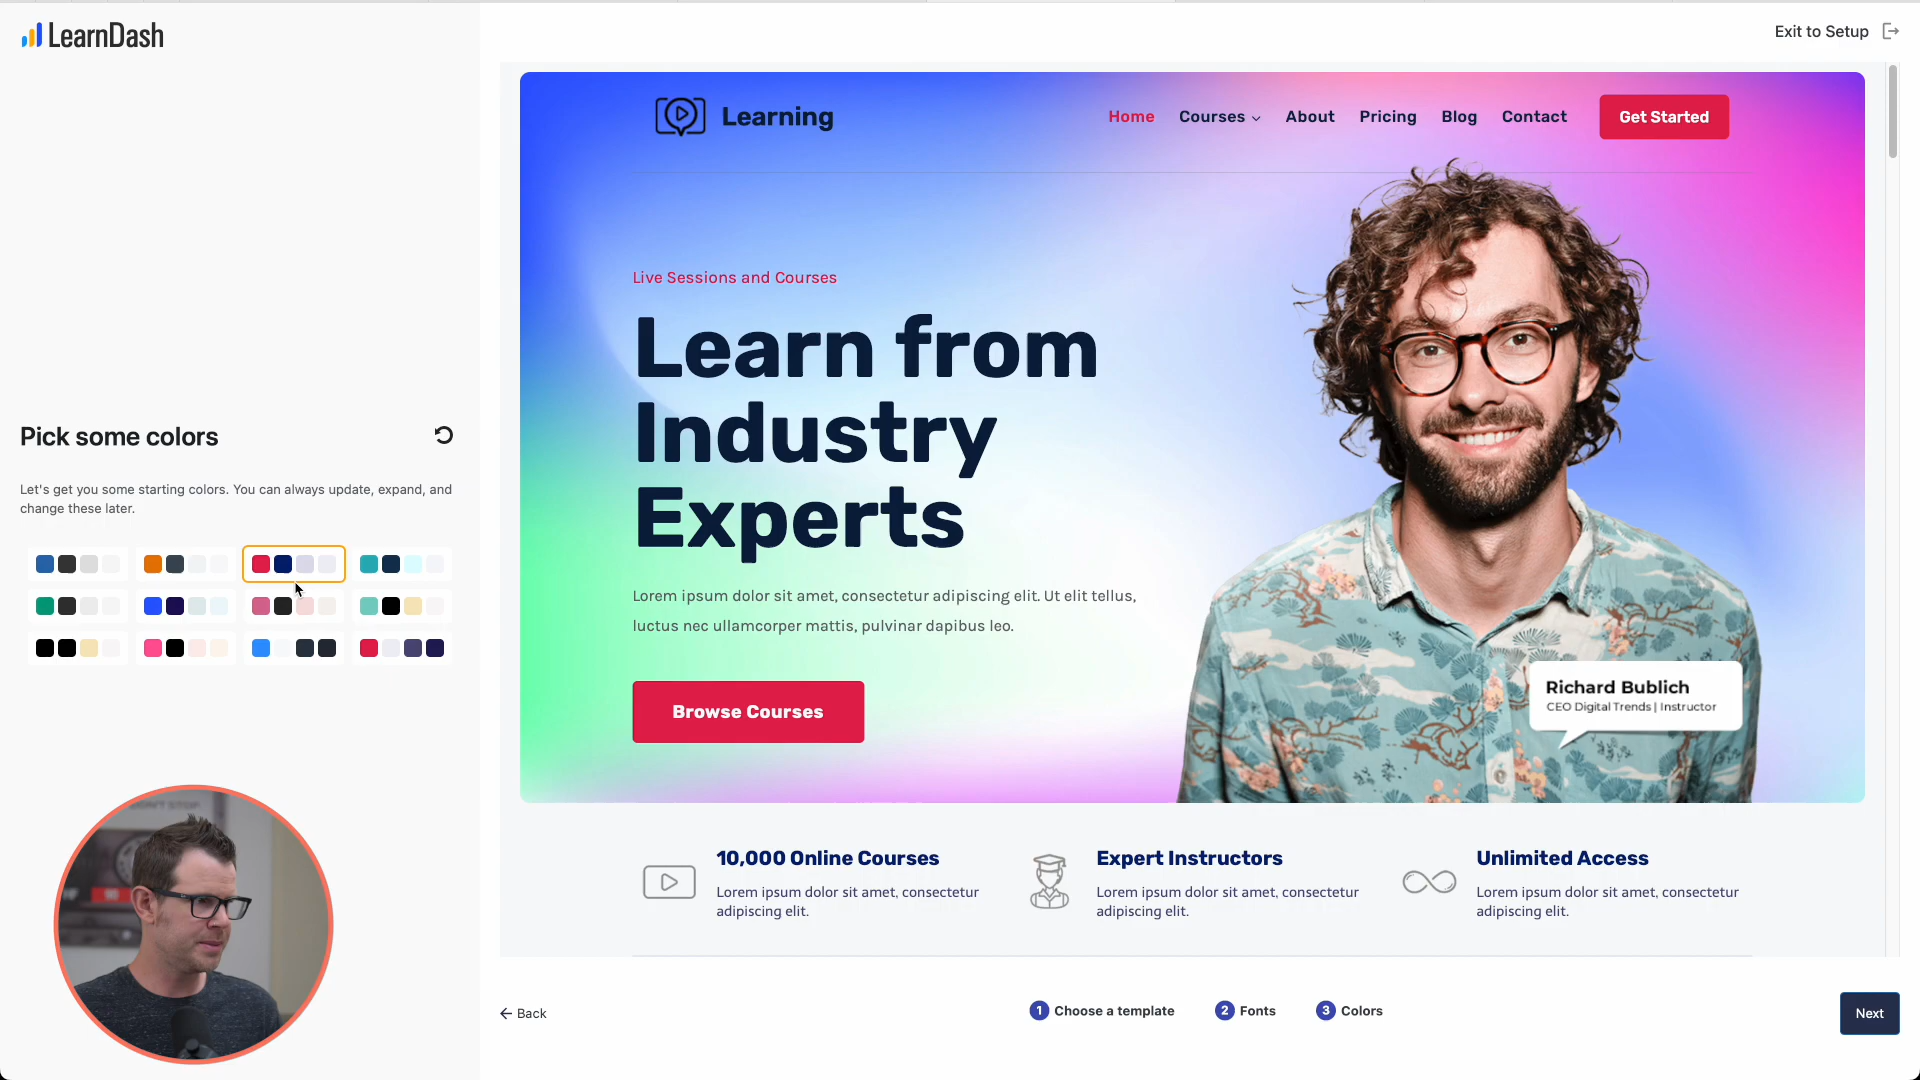 LearnDash
Exit to Setup
Learning
Home Courses About Pricing Blog Contact Get Started
Live Sessions and Courses
Learn from
Industry
Experts
Lorem ipsum dolor sit amet, consectetur adipiscing elit. Ut elit tellus,
luctus nec ullamcorper mattis, pulvinar dapibus leo.
Browse Courses
Richard Bublich
CEO Digital Trends | Instructor
Pick some colors
Let's get you some starting colors. You can always update, expand, and
change these later.
10,000 Online Courses
Lorem ipsum dolor sit amet, consectetur
adipiscing elit.
Expert Instructors
Lorem ipsum dolor sit amet, consectetur
adipiscing elit.
Unlimited Access
Lorem ipsum dolor sit amet, consectetur
adipiscing elit.
Back
1 Choose a template 2 Fonts 3 Colors
Next